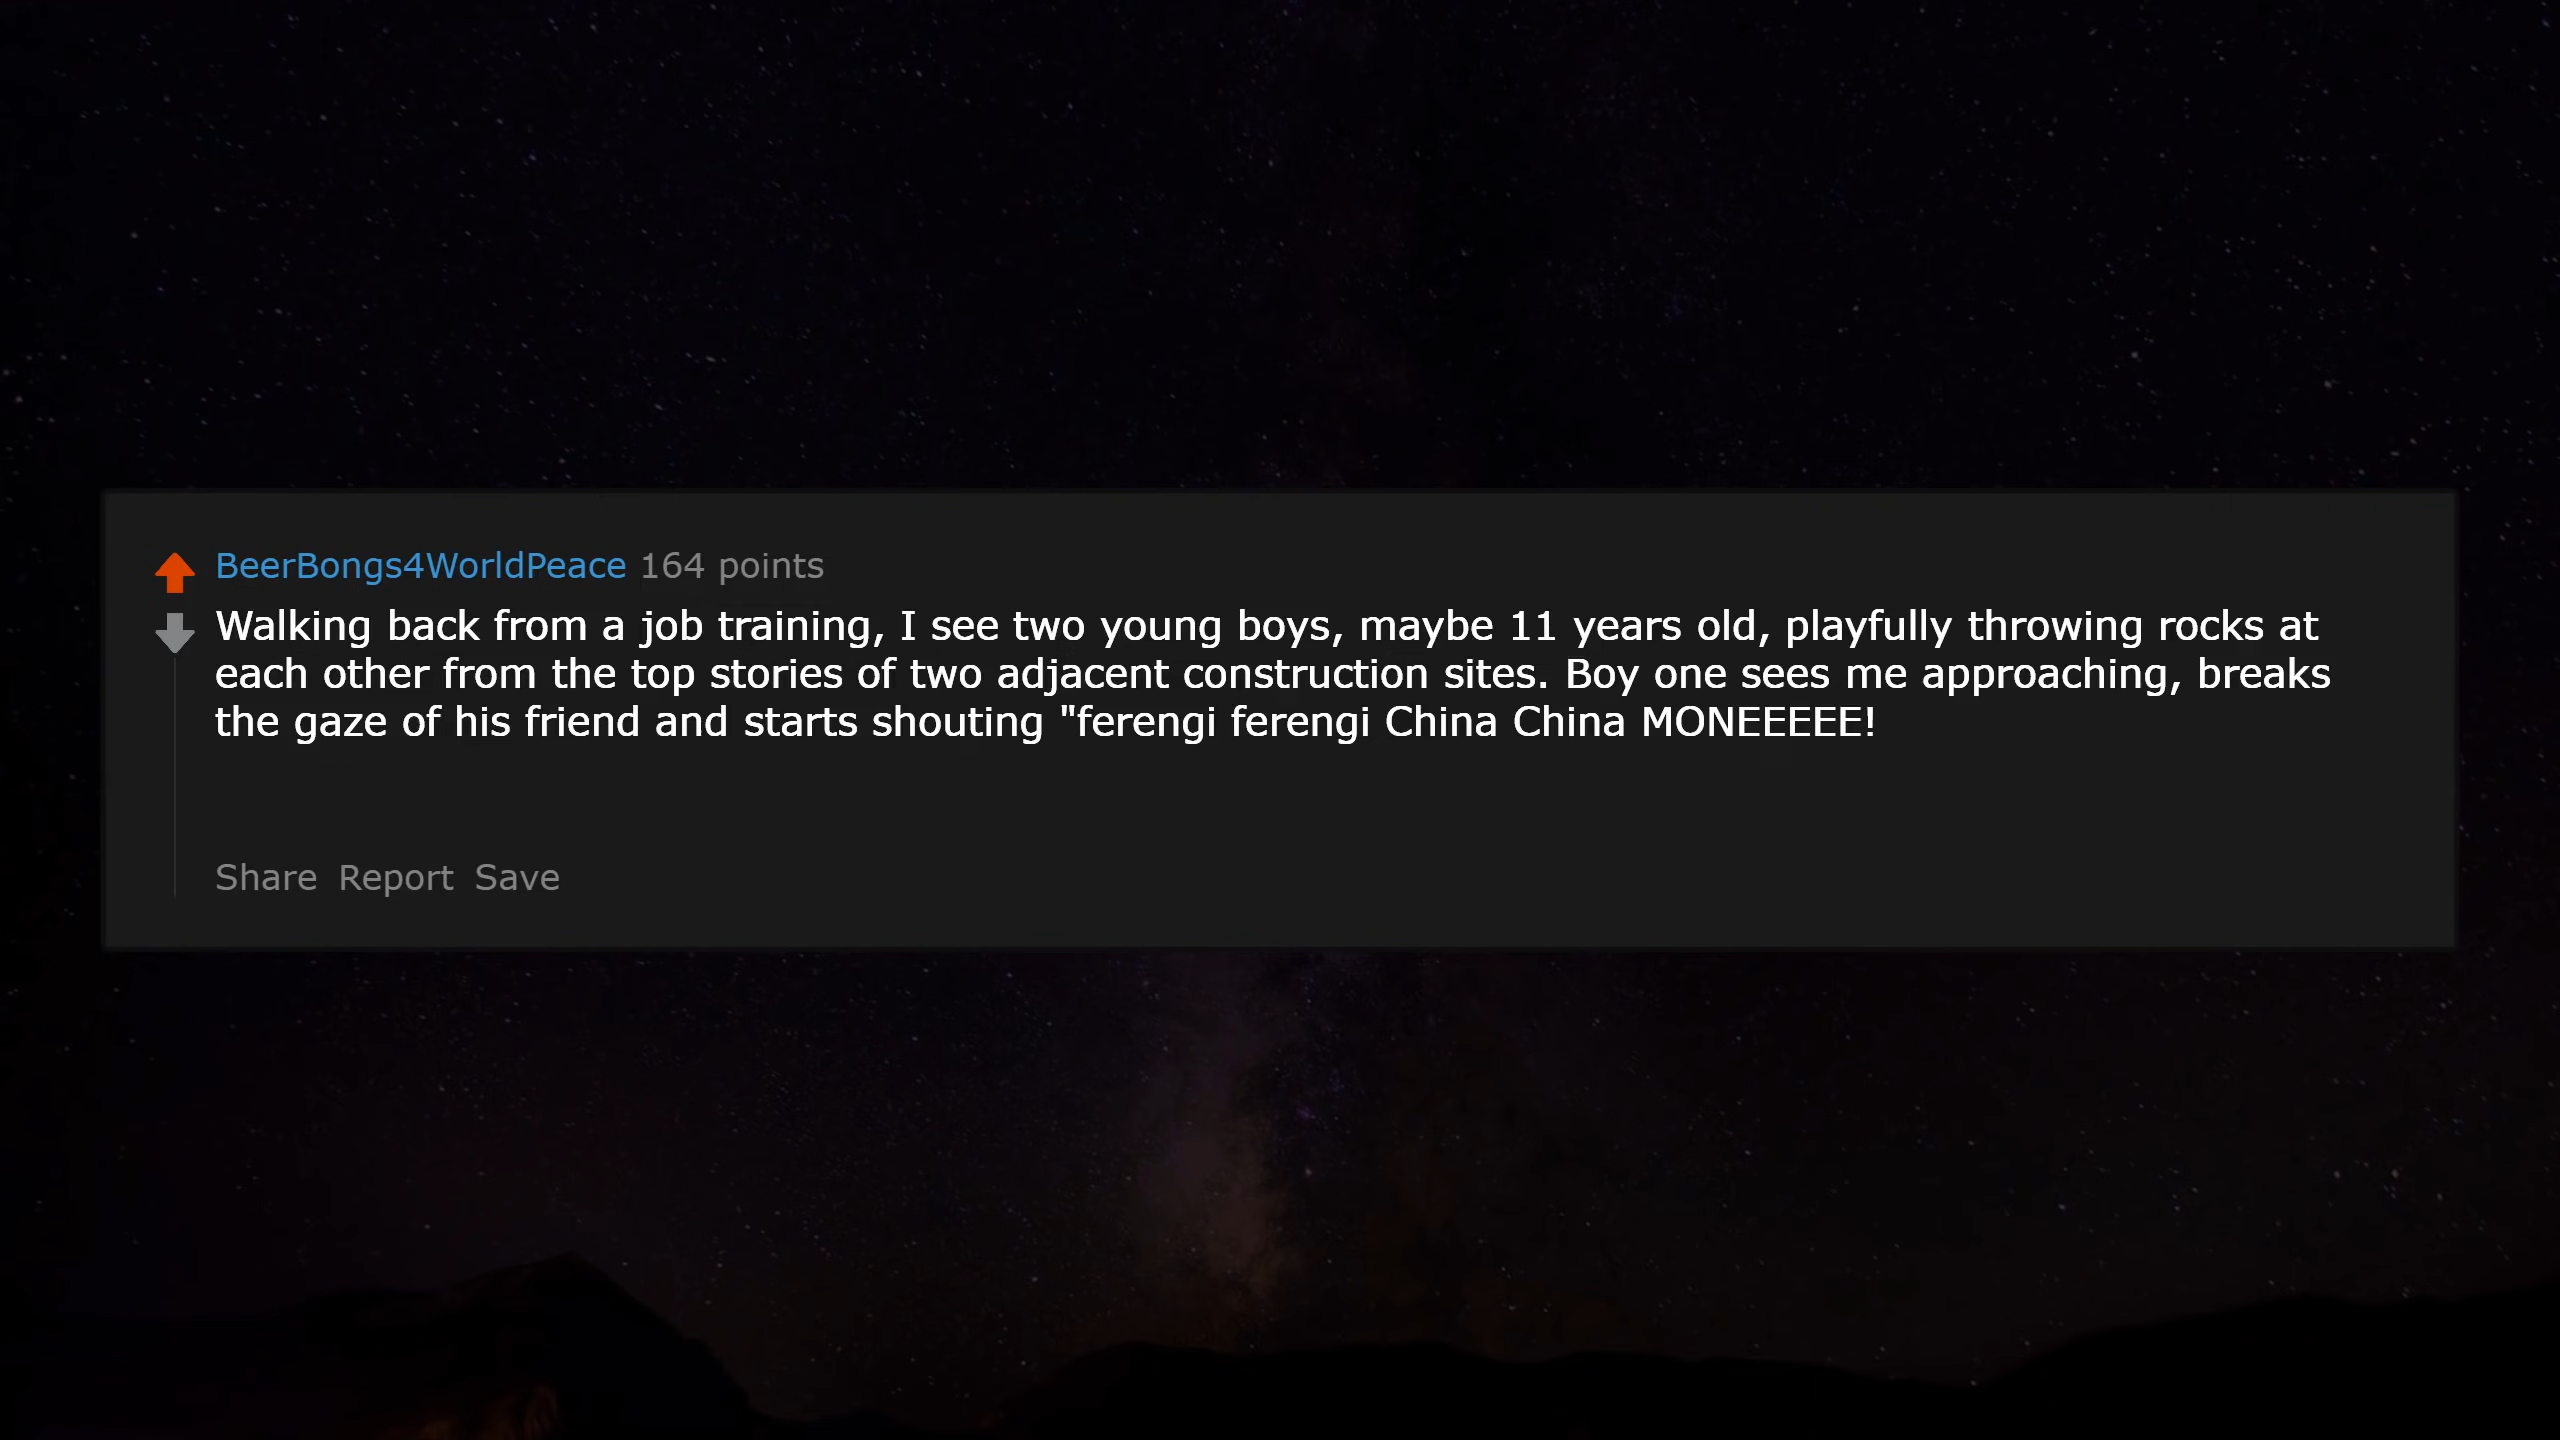 BeerBongs4WorldPeace 164 points
Walking back from a job training, I see two young boys, maybe 11 years old, playfully throwing rocks at
each other from the top stories of two adjacent construction sites. Boy one sees me approaching, breaks
the gaze of his friend and starts shouting "ferengi ferengi China China MONEEEEE!
Share Report Save